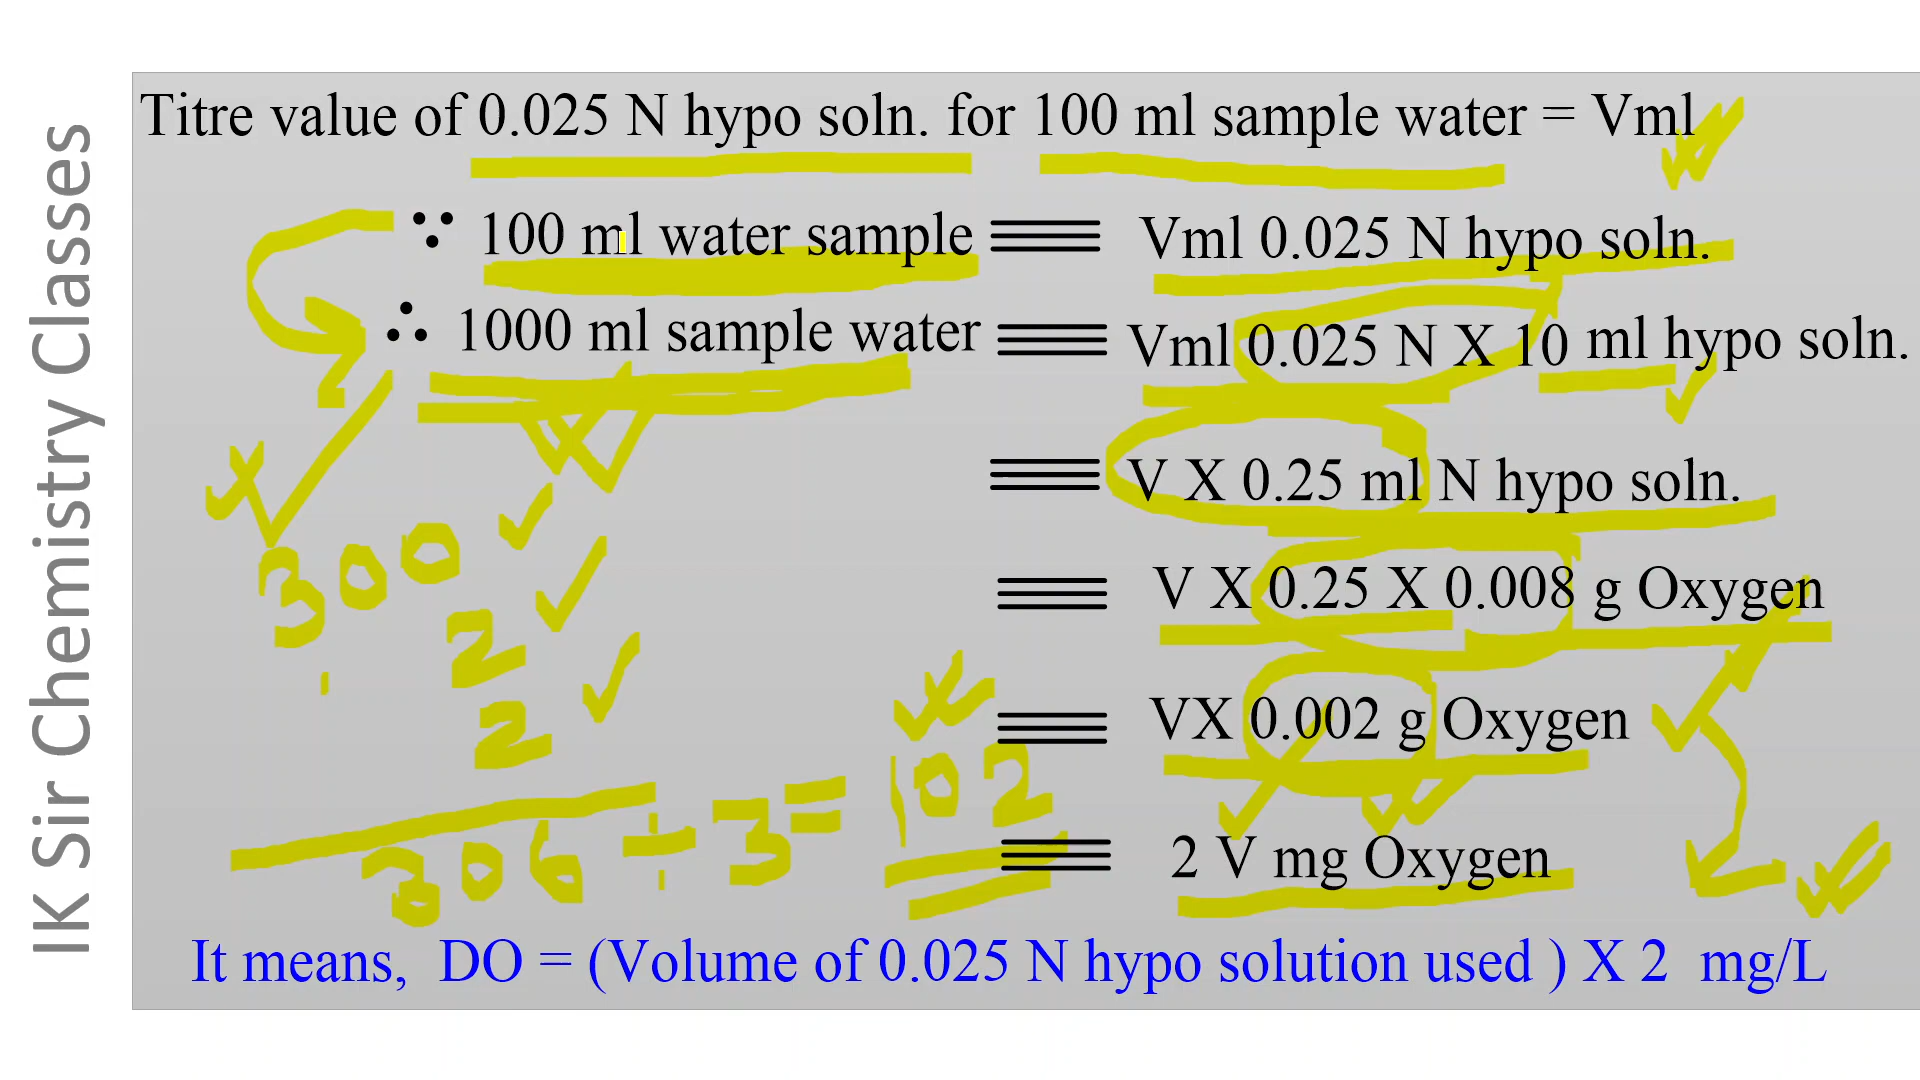 IK Sir Chemistry Classes
Titre value of 0.025 N hypo soln. for 100 ml sample water = Vml
∵ 100 ml water sample ≡ Vml 0.025 N hypo soln.
∴ 1000 ml sample water ≡ Vml 0.025 N X 10 ml hypo soln.
≡ V X 0.25 ml N hypo soln.
≡ V X 0.25 X 0.008 g Oxygen
≡ VX 0.002 g Oxygen
≡ 2 V mg Oxygen
300
2
2
306 ÷ 3 = 102
It means, DO = (Volume of 0.025 N hypo solution used ) X 2 mg/L